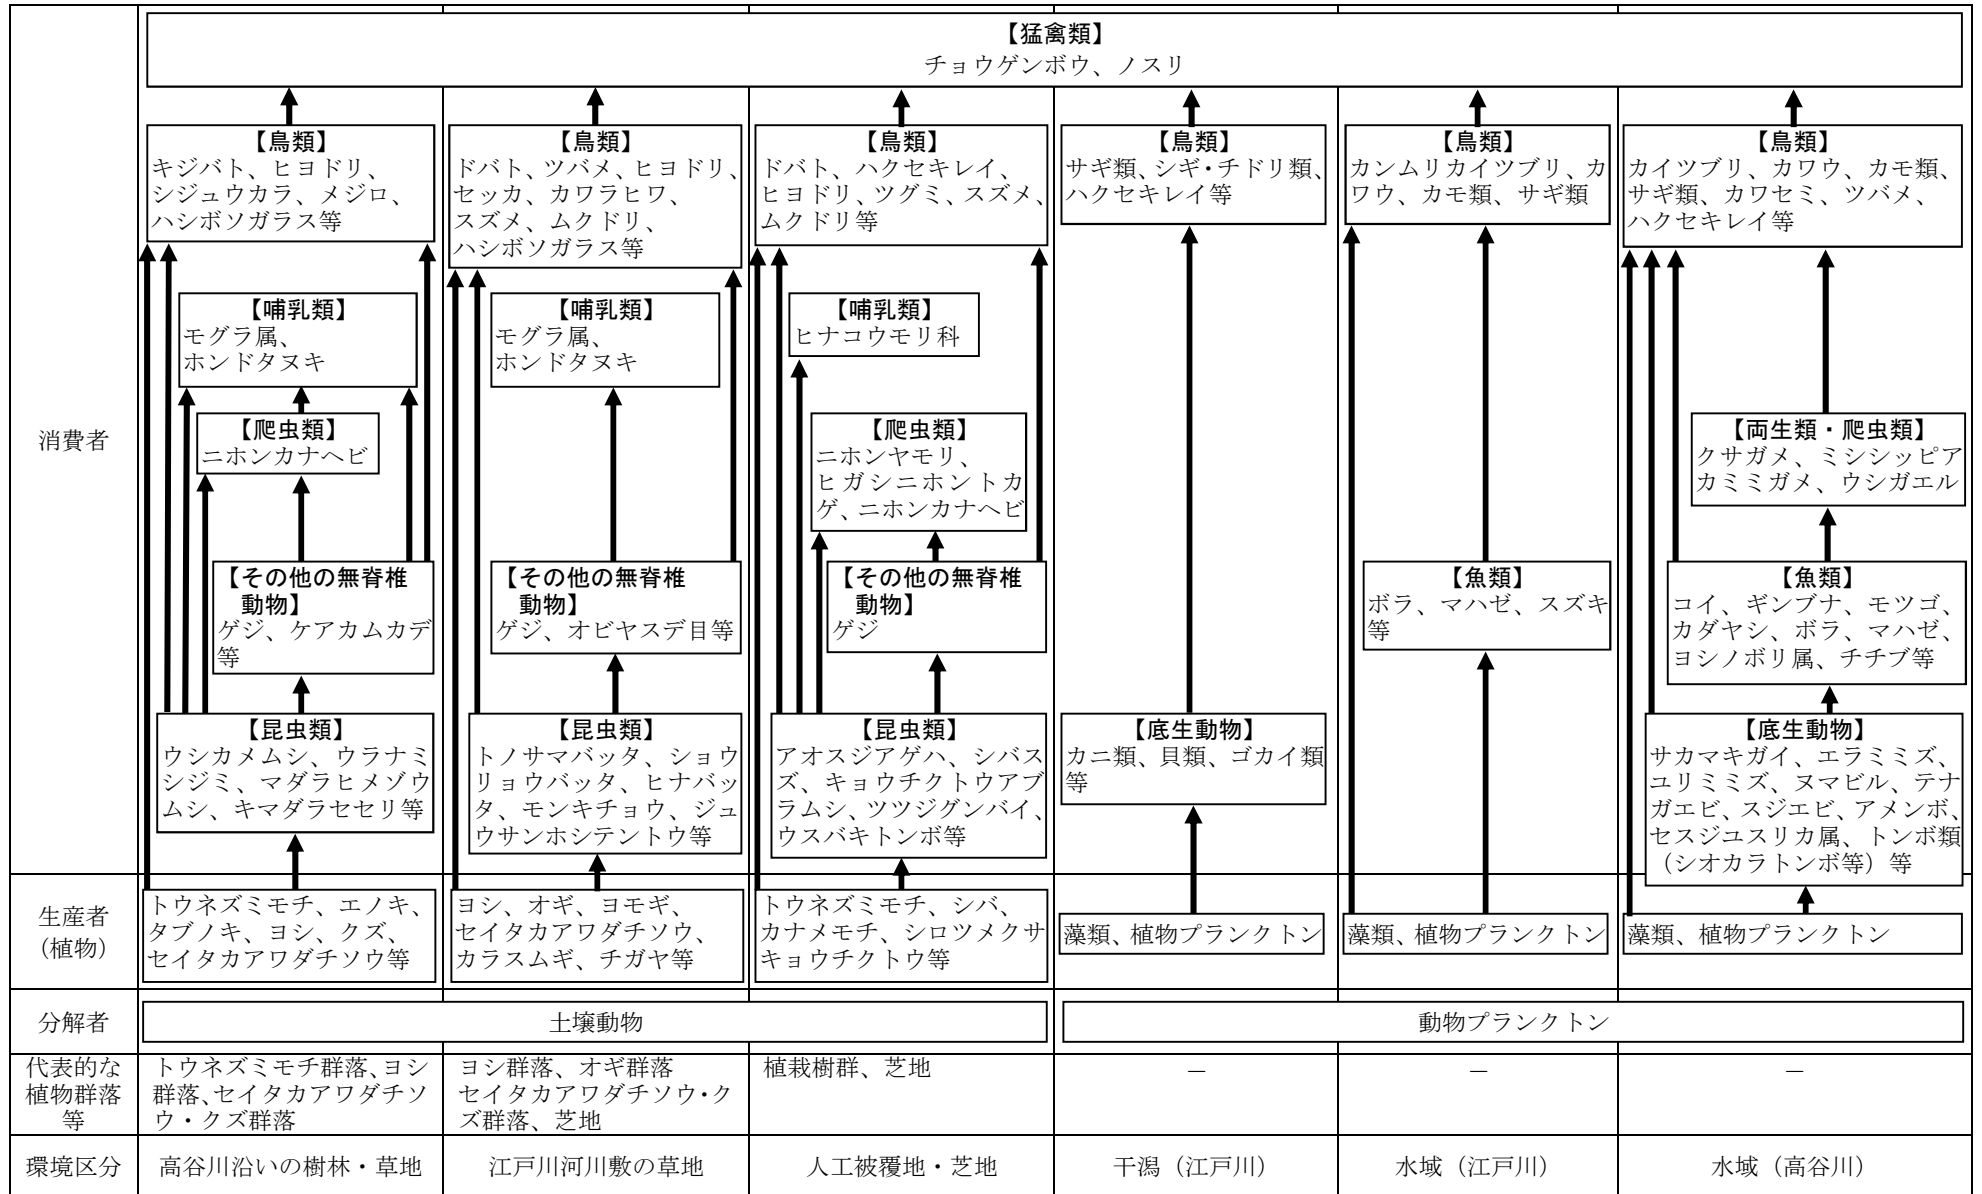 【猛禽類】
チョウゲンボウ、ノスリ
消費者
【鳥類】
キジバト、ヒヨドリ、
シジュウカラ、メジロ、
ハシボソガラス等
【哺乳類】
モグラ属、
ホンドタヌキ
【爬虫類】
ニホンカナヘビ
【その他の無脊椎
動物】
ゲジ、ケアカムカデ
等
【昆虫類】
ウシカメムシ、ウラナミ
シジミ、マダラヒメゾウ
ムシ、キマダラセセリ等
【鳥類】
ドバト、ツバメ、ヒヨドリ、
セッカ、カワラヒワ、
スズメ、ムクドリ、
ハシボソガラス等
【哺乳類】
モグラ属、
ホンドタヌキ
【その他の無脊椎
動物】
ゲジ、オビヤスデ目等
【昆虫類】
トノサマバッタ、ショウ
リョウバッタ、ヒナバッ
タ、モンキチョウ、ジュ
ウサンホシテントウ等
【鳥類】
ドバト、ハクセキレイ、
ヒヨドリ、ツグミ、スズメ、
ムクドリ等
【哺乳類】
ヒナコウモリ科
【爬虫類】
ニホンヤモリ、
ヒガシニホントカ
ゲ、ニホンカナヘビ
【その他の無脊椎
動物】
ゲジ
【昆虫類】
アオスジアゲハ、シバス
ズ、キョウチクトウアブ
ラムシ、ツツジグンバイ、
ウスバキトンボ等
【鳥類】
サギ類、シギ・チドリ類、
ハクセキレイ等
【底生動物】
カニ類、貝類、ゴカイ類
等
【鳥類】
カンムリカイツブリ、カ
ワウ、カモ類、サギ類
【魚類】
ボラ、マハゼ、スズキ
等
【鳥類】
カイツブリ、カワウ、カモ類、
サギ類、カワセミ、ツバメ、
ハクセキレイ等
【両生類・爬虫類】
クサガメ、ミシシッピア
カミミガメ、ウシガエル
【魚類】
コイ、ギンブナ、モツゴ、
カダヤシ、ボラ、マハゼ、
ヨシノボリ属、チチブ等
【底生動物】
サカマキガイ、エラミミズ、
ユリミミズ、ヌマビル、テナ
ガエビ、スジエビ、アメンボ、
セスジユスリカ属、トンボ類
（シオカラトンボ等）等
生産者
（植物）
トウネズミモチ、エノキ、
タブノキ、ヨシ、クズ、
セイタカアワダチソウ等
ヨシ、オギ、ヨモギ、
セイタカアワダチソウ、
カラスムギ、チガヤ等
トウネズミモチ、シバ、
カナメモチ、シロツメクサ
キョウチクトウ等
藻類、植物プランクトン
藻類、植物プランクトン
藻類、植物プランクトン
分解者
土壌動物
動物プランクトン
代表的な
植物群落
等
トウネズミモチ群落、ヨシ
群落、セイタカアワダチソ
ウ・クズ群落
ヨシ群落、オギ群落
セイタカアワダチソウ・ク
ズ群落、芝地
植栽樹群、芝地
－
－
－
環境区分
高谷川沿いの樹林・草地
江戸川河川敷の草地
人工被覆地・芝地
干潟（江戸川）
水域（江戸川）
水域（高谷川）